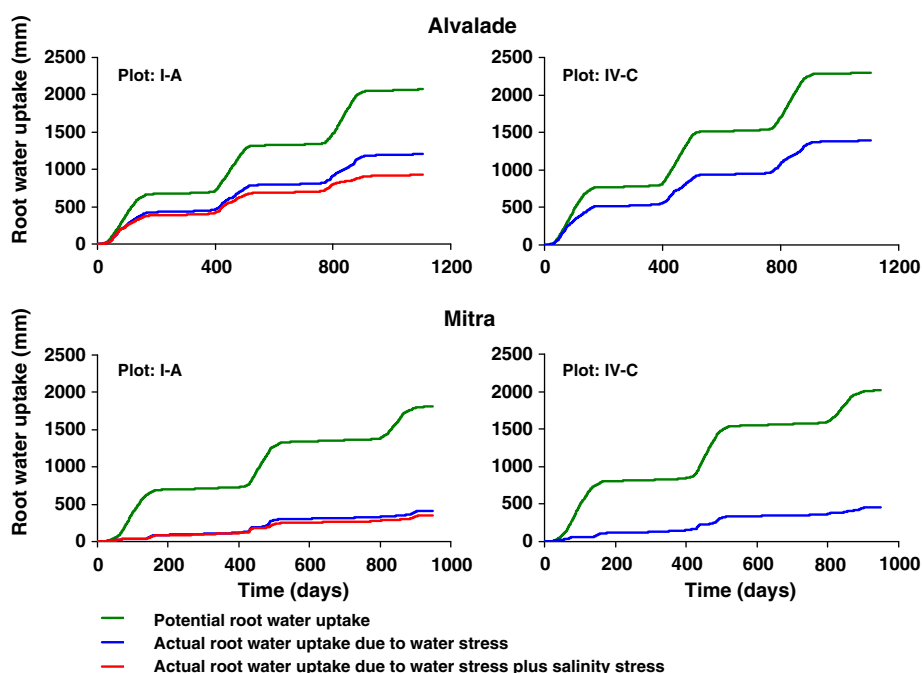 Alvalade
Root water uptake (mm)
2500
2000
1500
1000
500
0
Plot: I-A
0 400 800 1200
2500
2000
1500
1000
500
0
Plot: IV-C
0 400 800 1200
Mitra
Root water uptake (mm)
2500
2000
1500
1000
500
0
Plot: I-A
0 200 400 600 800 1000
Time (days)
2500
2000
1500
1000
500
0
Plot: IV-C
0 200 400 600 800 1000
Time (days)
Potential root water uptake
Actual root water uptake due to water stress
Actual root water uptake due to water stress plus salinity stress